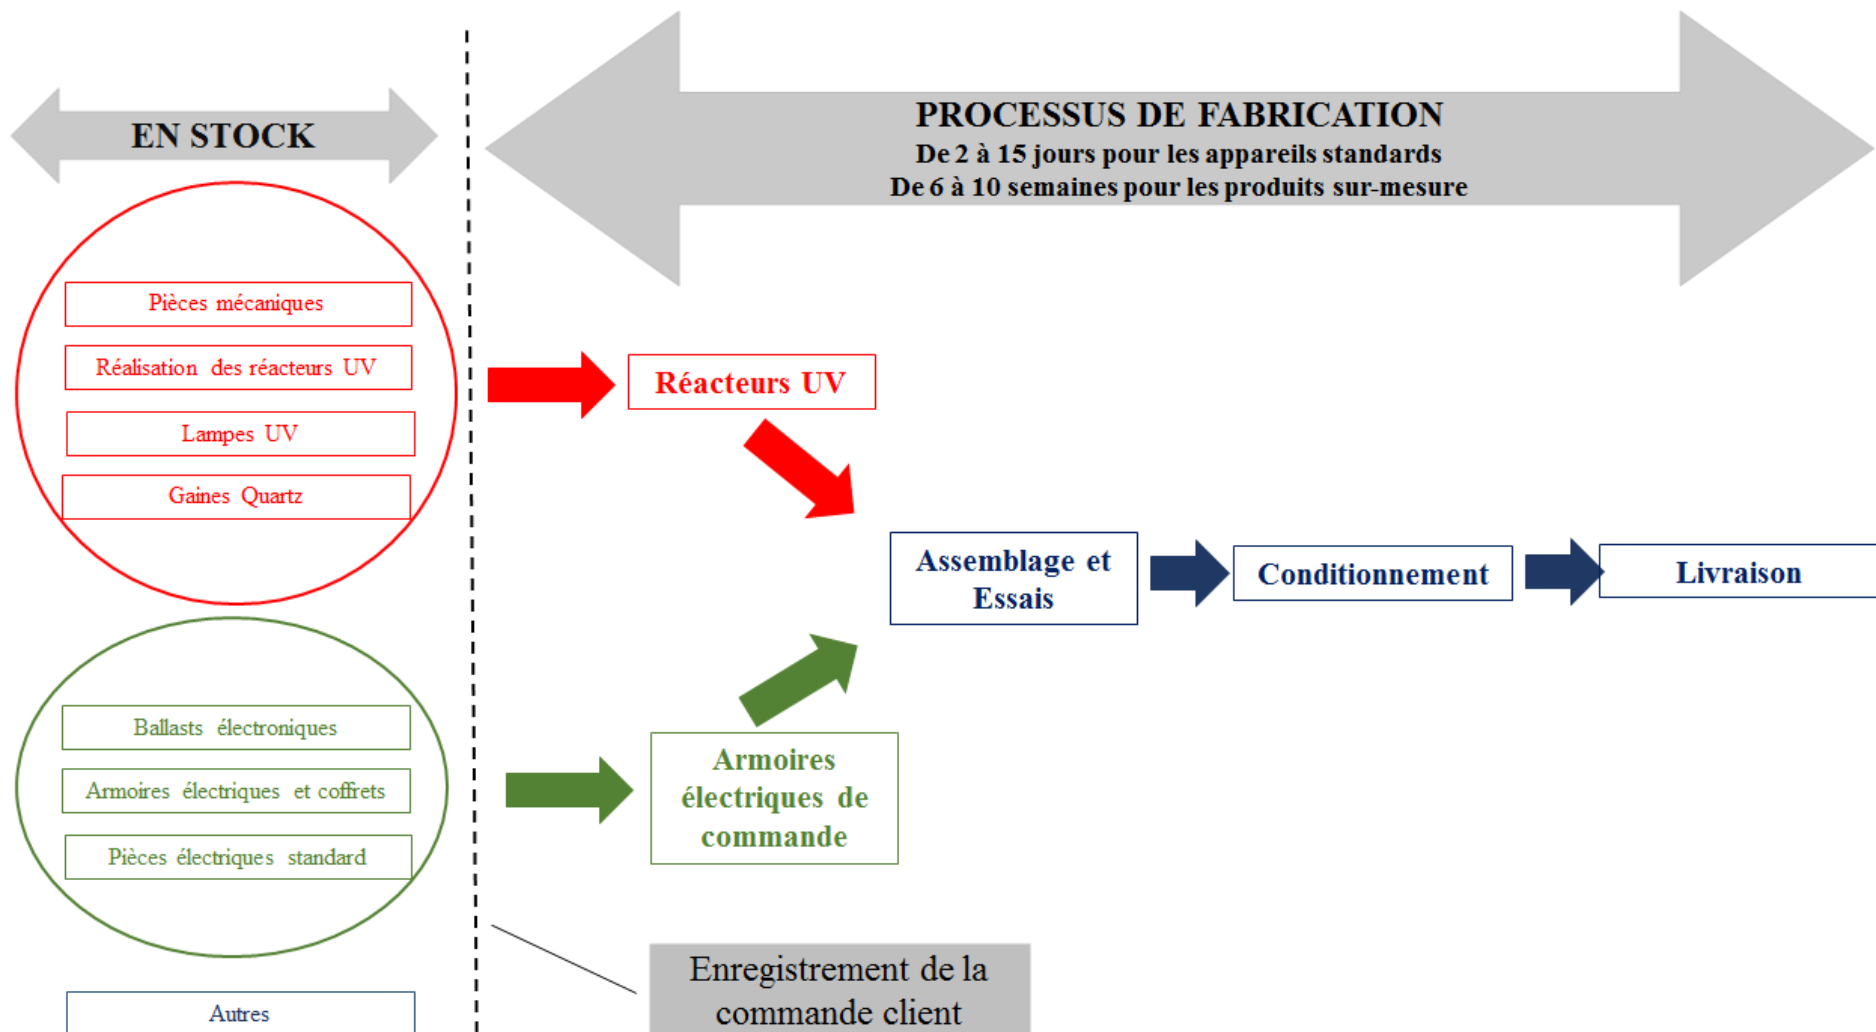 EN STOCK
PROCESSUS DE FABRICATION
De 2 à 15 jours pour les appareils standards
De 6 à 10 semaines pour les produits sur-mesure
Pièces mécaniques
Réalisation des réacteurs UV
Lampes UV
Gaines Quartz
Réacteurs UV
Assemblage et
Essais
Conditionnement
Livraison
Ballasts électroniques
Armoires électriques et coffrets
Pièces électriques standard
Armoires
électriques de
commande
Enregistrement de la
commande client
Autres